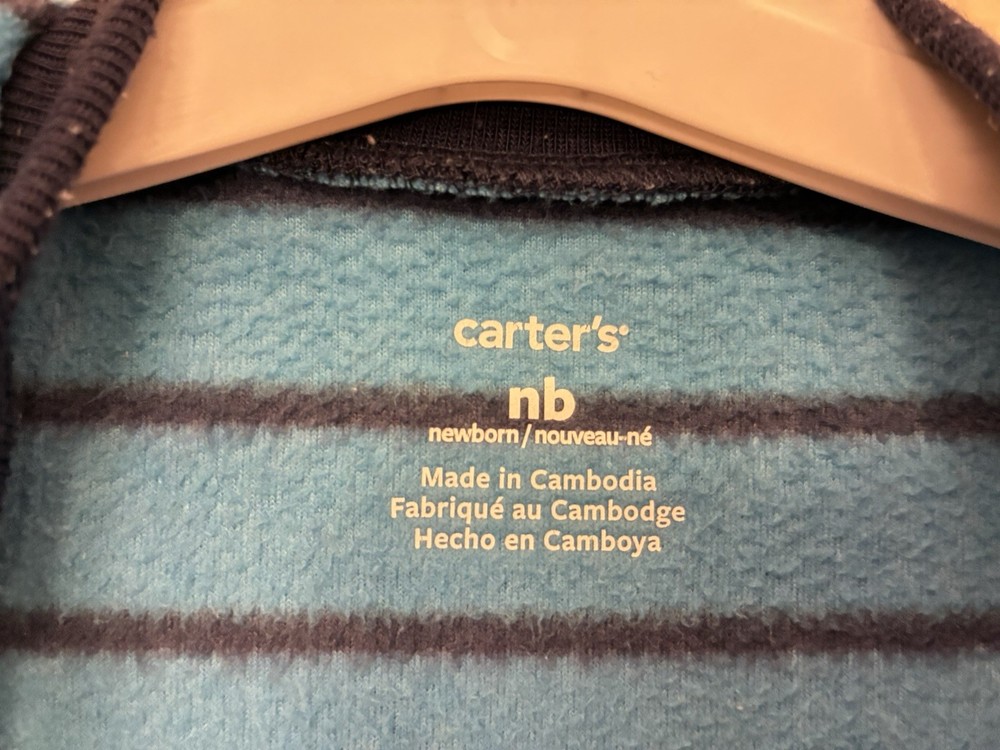 carter's
nb
newborn / nouveau-né
Made in Cambodia
Fabriqué au Cambodge
Hecho en Camboya